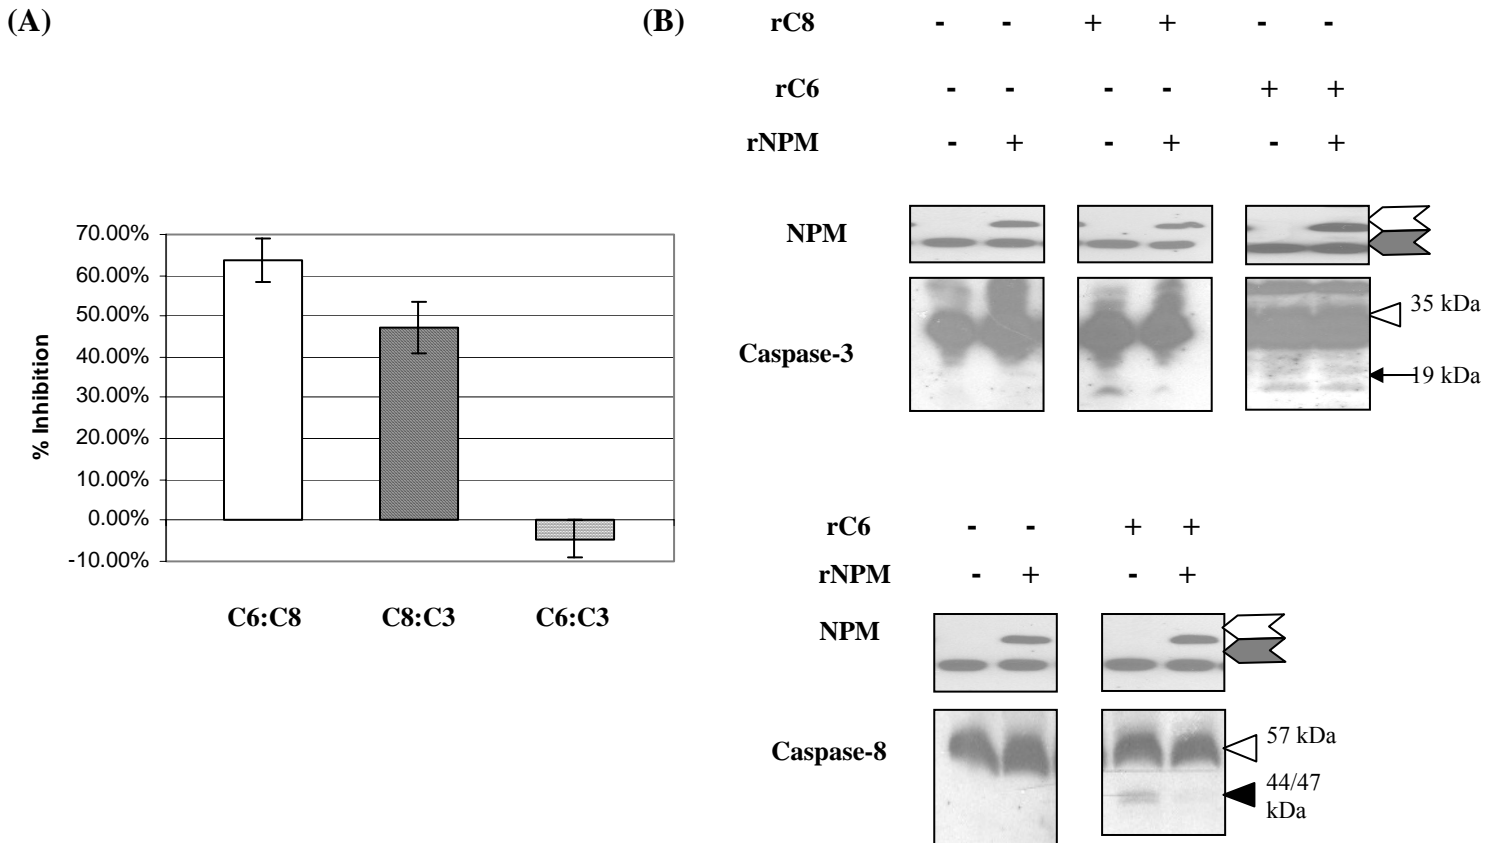 (A)
70.00%
60.00%
50.00%
40.00%
30.00%
20.00%
10.00%
0.00%
-10.00%
% Inhibition
C6:C8 C8:C3 C6:C3
(B)
rC8 - - + + - -
rC6 - - - - + +
rNPM - + - + - +
NPM
Caspase-3
35 kDa
19 kDa
rC6 - - + +
rNPM - + - +
NPM
Caspase-8
57 kDa
44/47
kDa